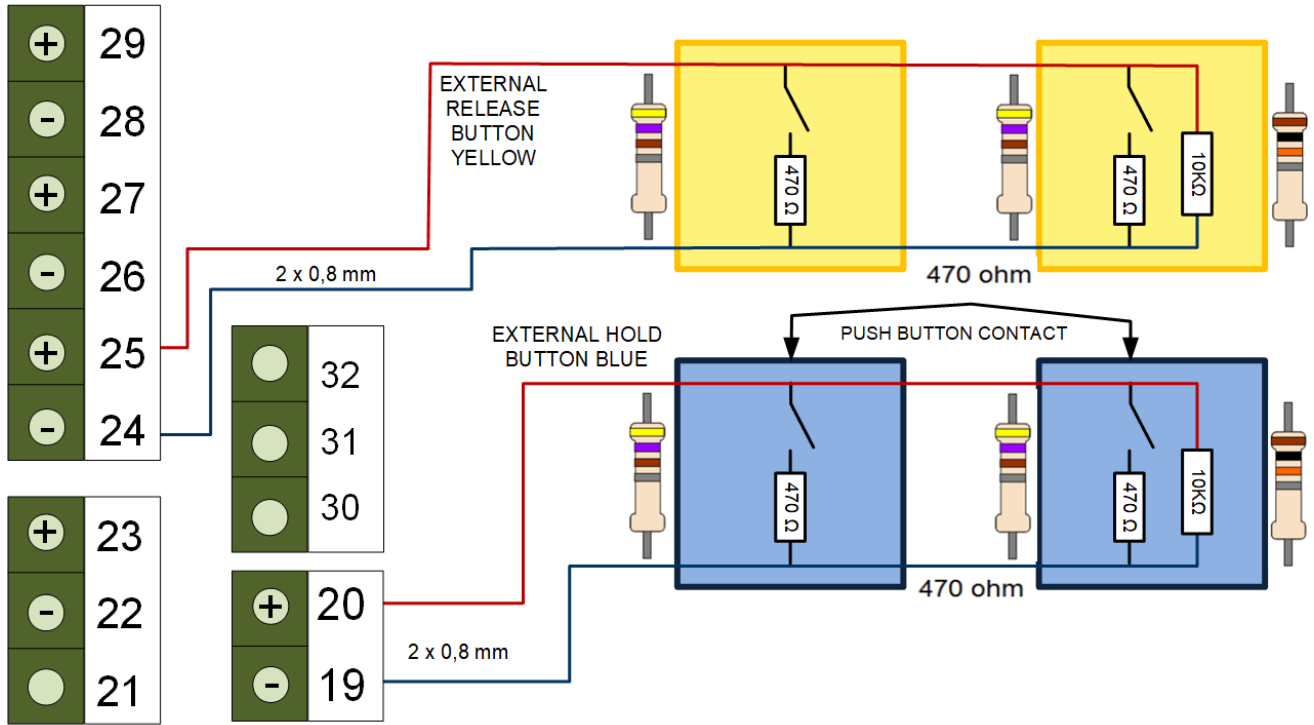 + 29
- 28
+ 27
- 26
+ 25
- 24
+ 23
- 22
21
32
31
30
+ 20
- 19
EXTERNAL
RELEASE
BUTTON
YELLOW
2 x 0,8 mm
470 Ω
470 Ω
10KΩ
470 ohm
EXTERNAL HOLD
BUTTON BLUE
PUSH BUTTON CONTACT
470 Ω
470 Ω
10KΩ
470 ohm
2 x 0,8 mm